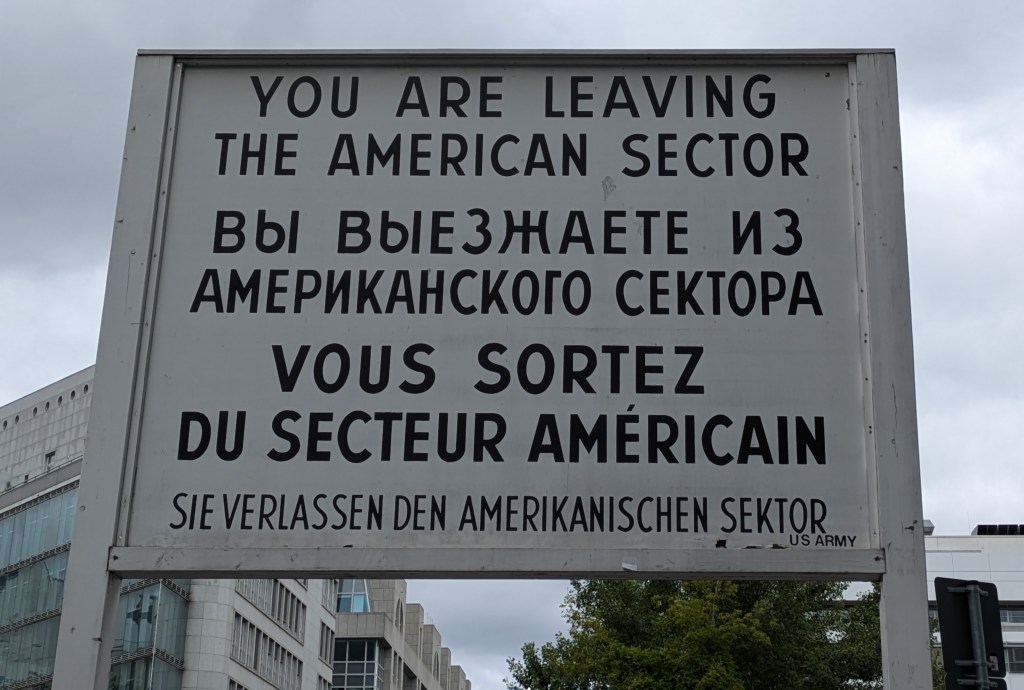 YOU ARE LEAVING
THE AMERICAN SECTOR
ВЫ ВЫЕЗЖАЕТЕ ИЗ
АМЕРИКАНСКОГО СЕКТОРА
VOUS SORTEZ
DU SECTEUR AMÉRICAIN
SIE VERLASSEN DEN AMERIKANISCHEN SEKTOR
US ARMY